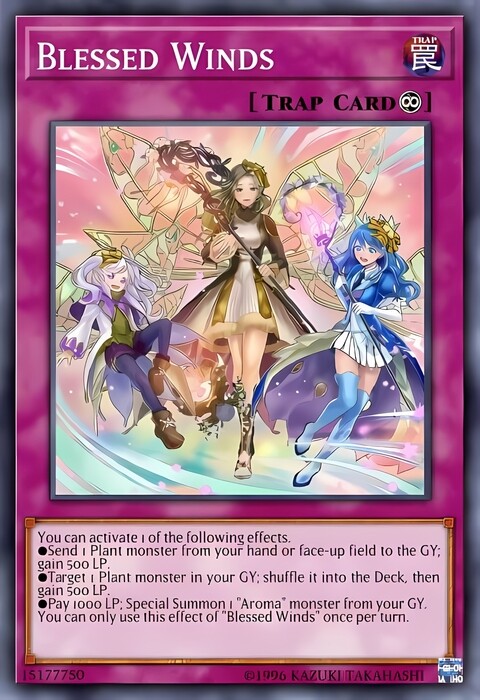 BLESSED WINDS
TRAP
罠
[TRAP CARD]
You can activate 1 of the following effects.
●Send 1 Plant monster from your hand or face-up field to the GY;
gain 500 LP.
●Target 1 Plant monster in your GY; shuffle it into the Deck, then
gain 500 LP.
●Pay 1000 LP; Special Summon 1 "Aroma" monster from your GY.
You can only use this effect of "Blessed Winds" once per turn.
15177750
©1996 KAZUKI TAKAHASHI